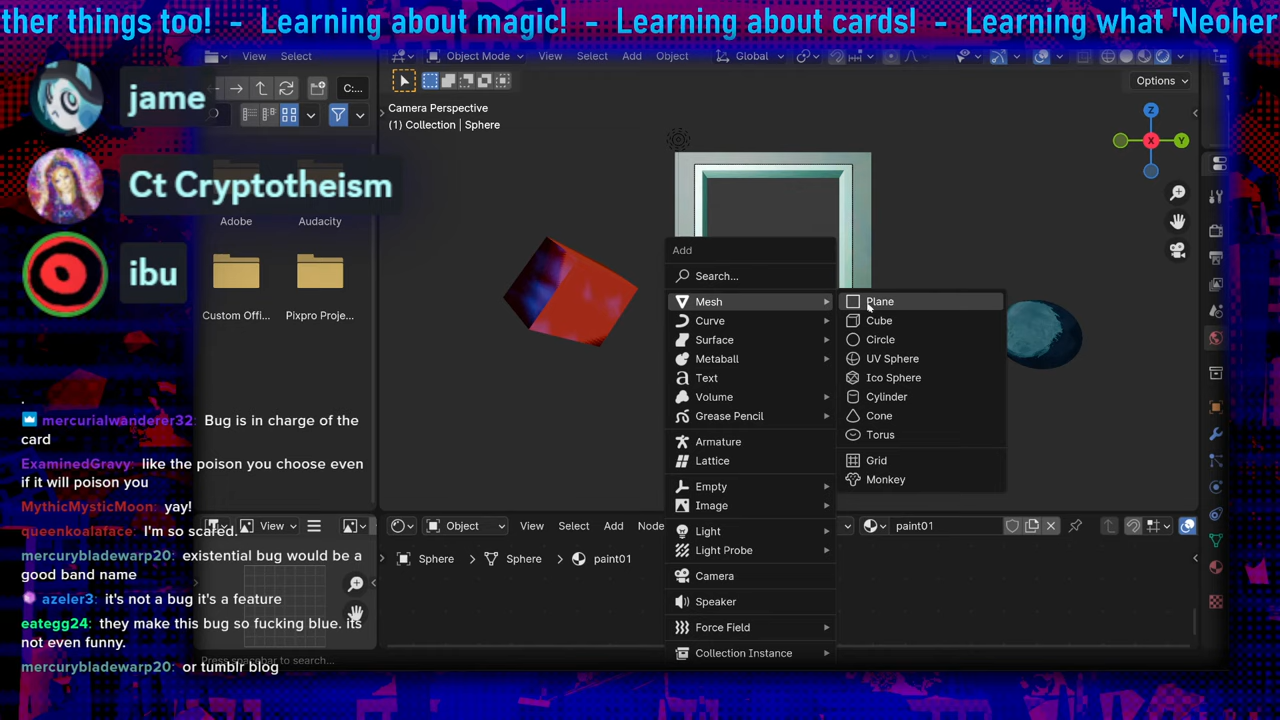 ther things too! - Learning about magic! - Learning about cards! - Learning what 'Neoher
jame
Ct Cryptotheism
ibu
View Select
C:...
Adobe Audacity
Custom Offi... Pixpro Proje...
Object Mode View Select Add Object Global
Options
Camera Perspective
(1) Collection | Sphere
Z
Y
X
Add
Search...
Mesh
Curve
Surface
Metaball
Text
Volume
Grease Pencil
Armature
Lattice
Empty
Image
Light
Light Probe
Camera
Speaker
Force Field
Collection Instance
Plane
Cube
Circle
UV Sphere
Ico Sphere
Cylinder
Cone
Torus
Grid
Monkey
.
mercurialwanderer32: Bug is in charge of the
card
ExaminedGravy: like the poison you choose even
if it will poison you
MythicMysticMoon: yay!
queenkoalaface: I'm so scared.
mercurybladewarp20: existential bug would be a
good band name
azeler3: it's not a bug it's a feature
eategg24: they make this bug so fucking blue. its
not even funny.
mercurybladewarp20: or tumblr blog
View
Press spacebar to search...
Object View Select Add Node
paint01
Sphere > Sphere > paint01